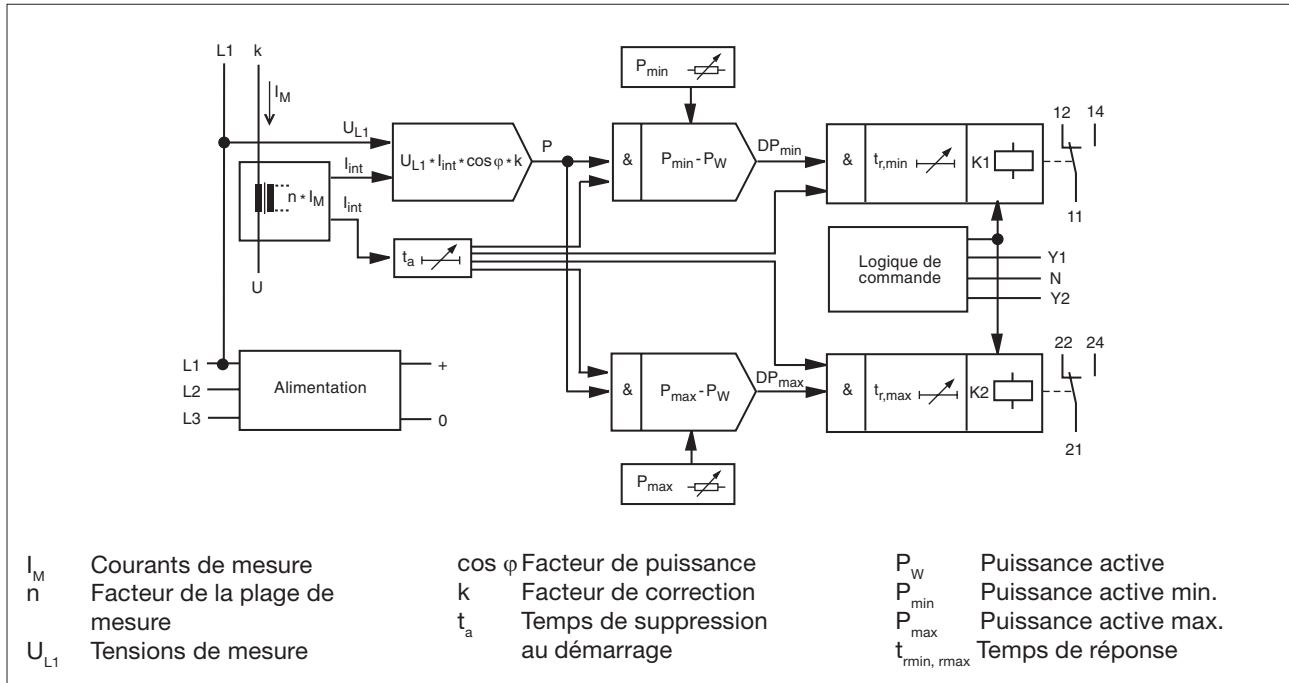 L1 k
I_M
P_min
12 14
U_L1
U_L1 * I_int * cos φ * k
P
&
P_min - P_W
DP_min
&
t_r,min
K1
I_int
n * I_M
I_int
11
t_a
Logique de
commande
Y1
N
Y2
U
L1
L2
L3
Alimentation
+
0
22 24
&
P_max - P_W
DP_max
&
t_r,max
K2
21
P_max
I_M Courants de mesure
n Facteur de la plage de
mesure
U_L1 Tensions de mesure
cos φ Facteur de puissance
k Facteur de correction
t_a Temps de suppression
au démarrage
P_W Puissance active
P_min Puissance active min.
P_max Puissance active max.
t_rmin, rmax Temps de réponse